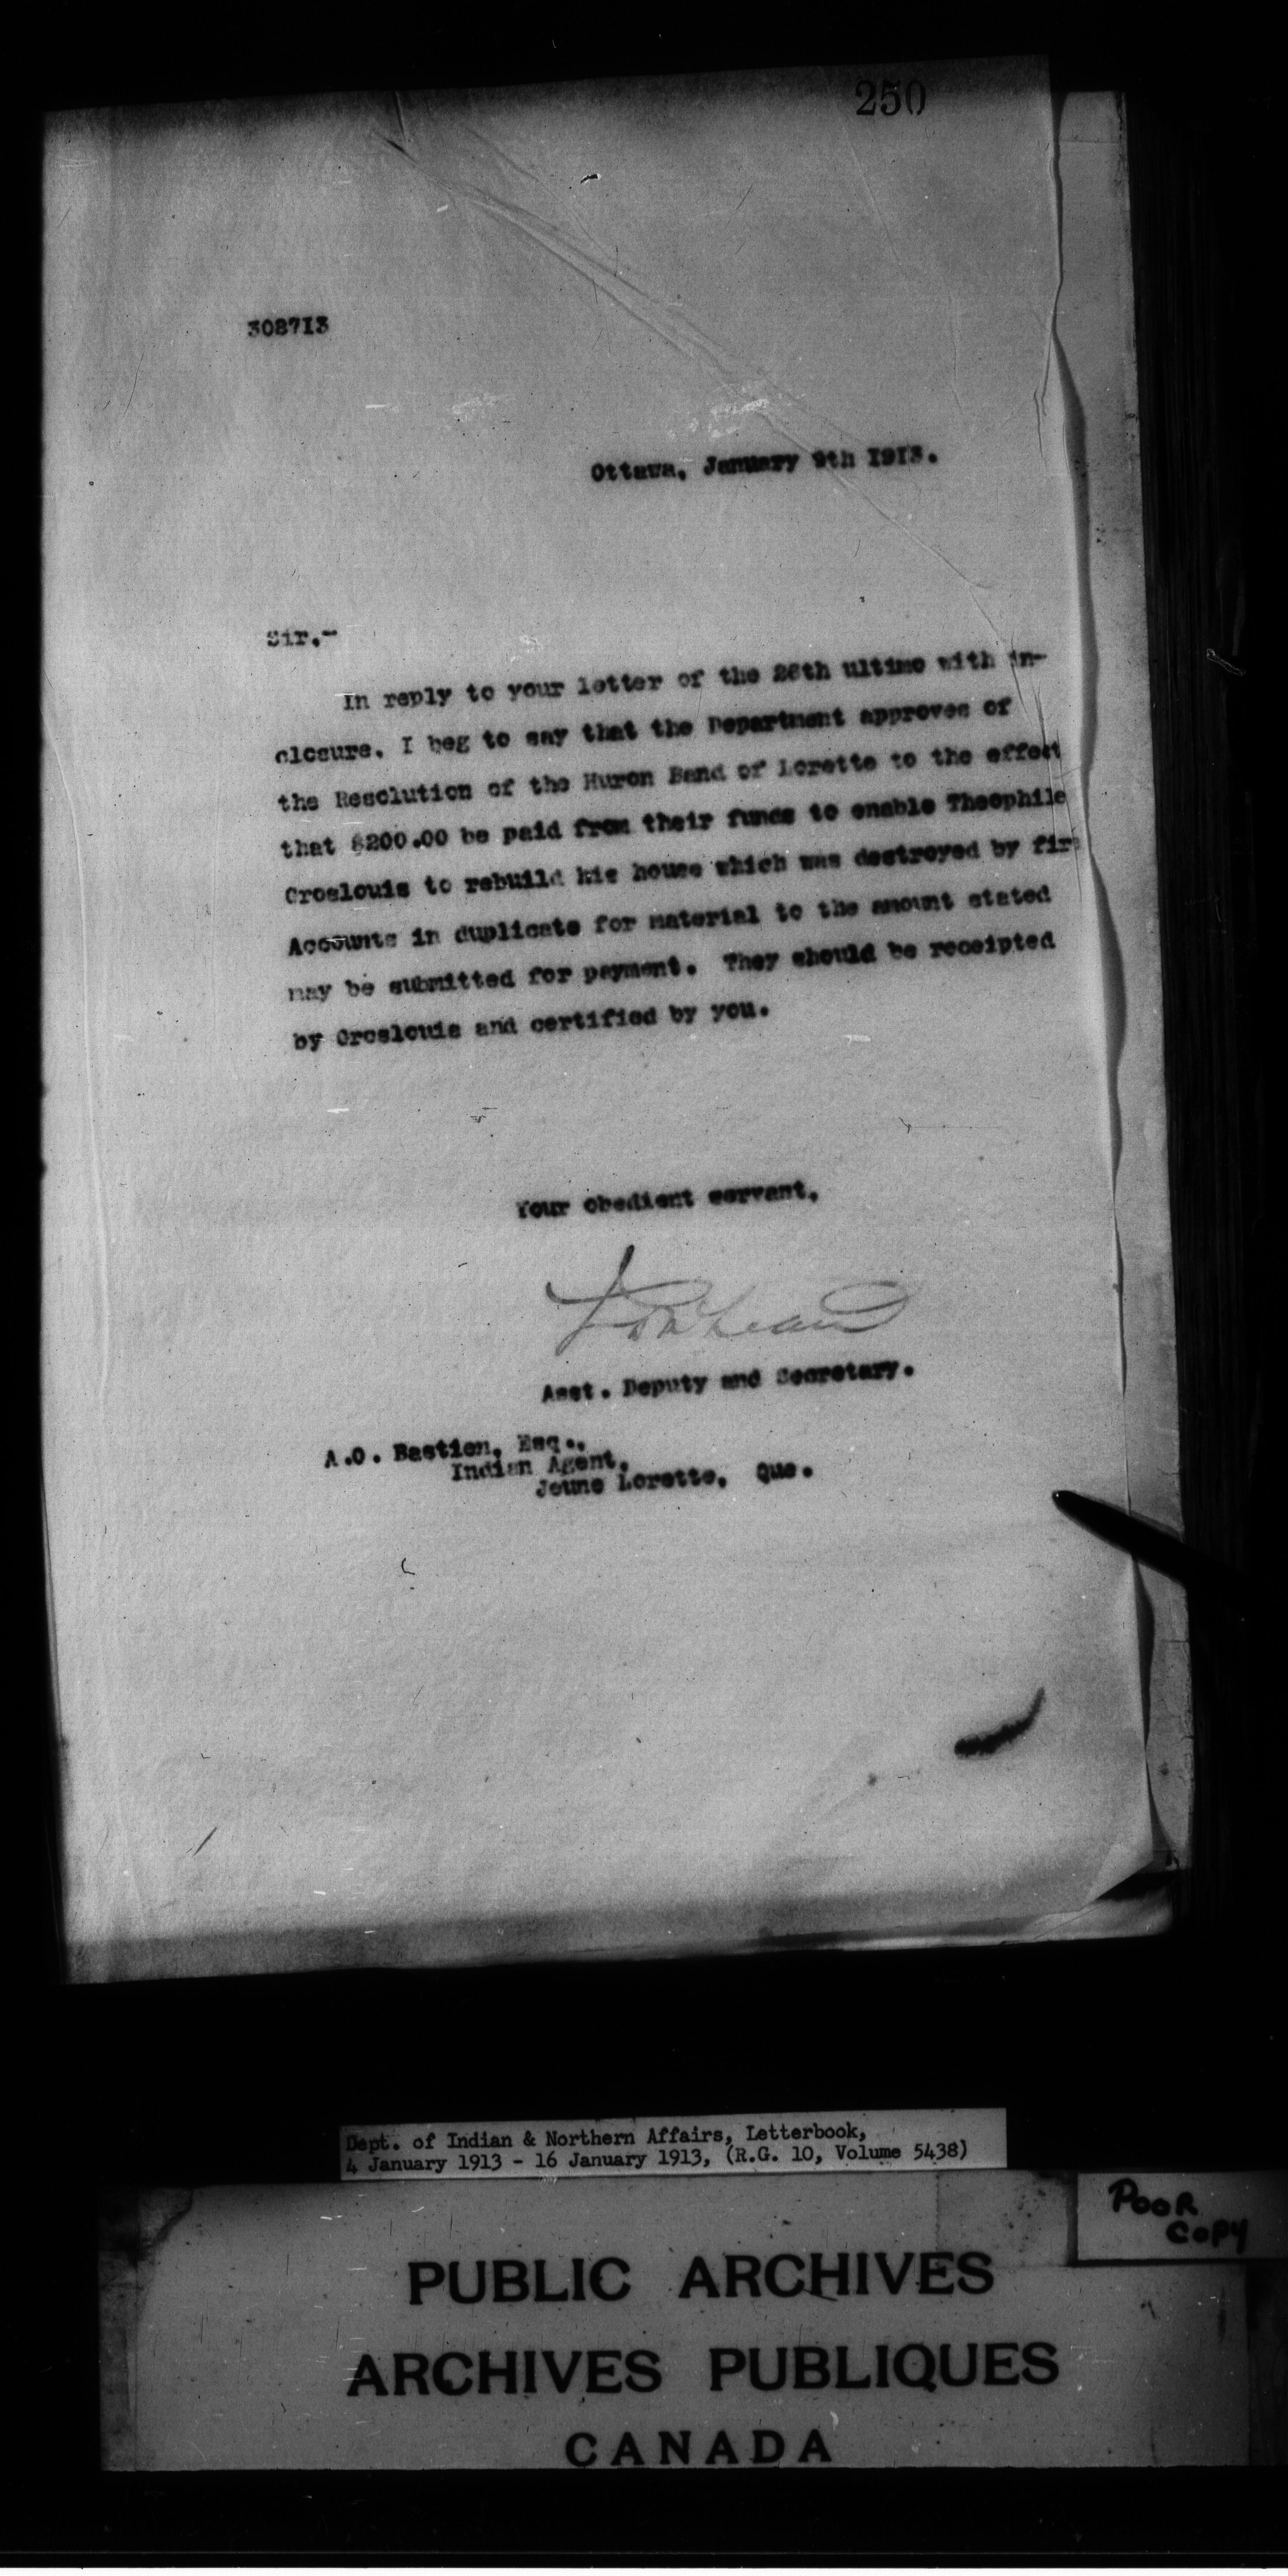 250
308713
Ottawa, January 9th 1913.
Sir.-
In reply to your letter of the 26th ultimo with in-
closure, I beg to say that the Department approves of
the Resolution of the Huron Band of Lorette to the effect
that $200.00 be paid from their funds to enable Theophile
Groslouis to rebuild his house which was destroyed by fire
Accounts in duplicate for material to the amount stated
may be submitted for payment. They should be receipted
by Groslouis and certified by you.
Your obedient servant,
Asst. Deputy and Secretary.
A.O. Bastien, Esq.,
Indian Agent,
Jeune Lorette, Que.
Dept. of Indian & Northern Affairs, Letterbook,
4 January 1913 - 16 January 1913, (R.G. 10, Volume 5438)
POOR
COPY
PUBLIC ARCHIVES
ARCHIVES PUBLIQUES
CANADA